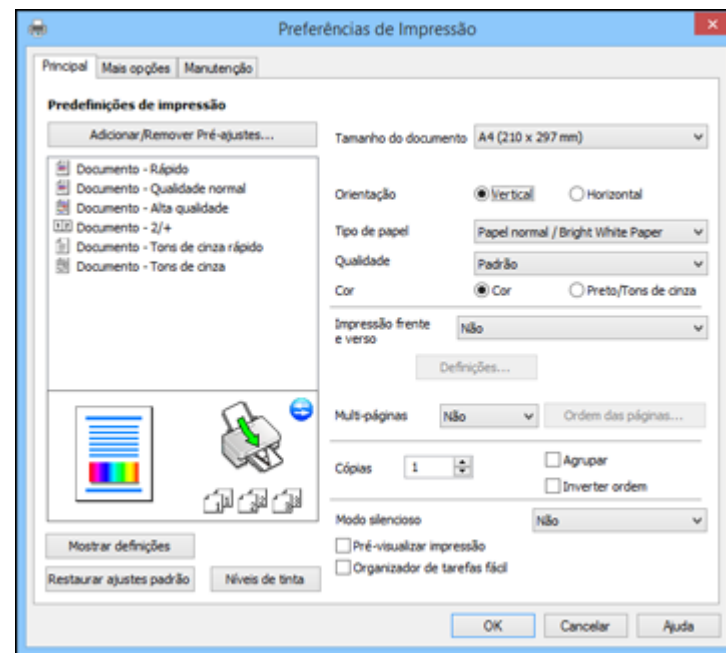 Preferências de Impressão
Principal Mais opções Manutenção
Predefinições de impressão
Adicionar/Remover Pré-ajustes...
Documento - Rápido
Documento - Qualidade normal
Documento - Alta qualidade
Documento - 2/+
Documento - Tons de cinza rápido
Documento - Tons de cinza
Mostrar definições
Restaurar ajustes padrão Níveis de tinta
Tamanho do documento A4 (210 x 297 mm)
Orientação Vertical Horizontal
Tipo de papel Papel normal / Bright White Paper
Qualidade Padrão
Cor Cor Preto/Tons de cinza
Impressão frente
e verso Não
Definições...
Multi-páginas Não Ordem das páginas...
Cópias 1 Agrupar
Inverter ordem
Modo silencioso Não
Pré-visualizar impressão
Organizador de tarefas fácil
OK Cancelar Ajuda